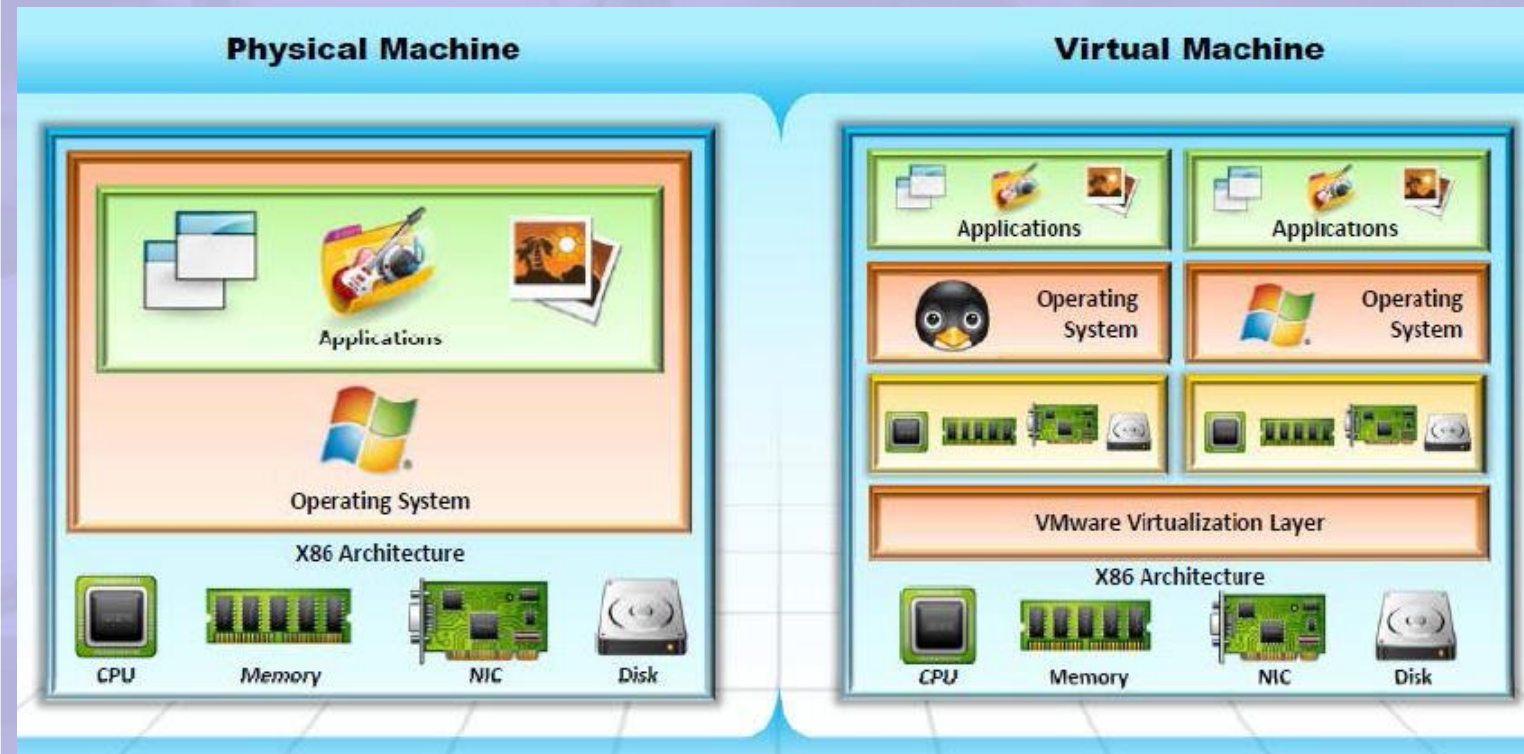 Physical Machine
Applications
Operating System
X86 Architecture
CPU
Memory
NIC
Disk
Virtual Machine
Applications
Applications
Operating
System
Operating
System
VMware Virtualization Layer
X86 Architecture
CPU
Memory
NIC
Disk